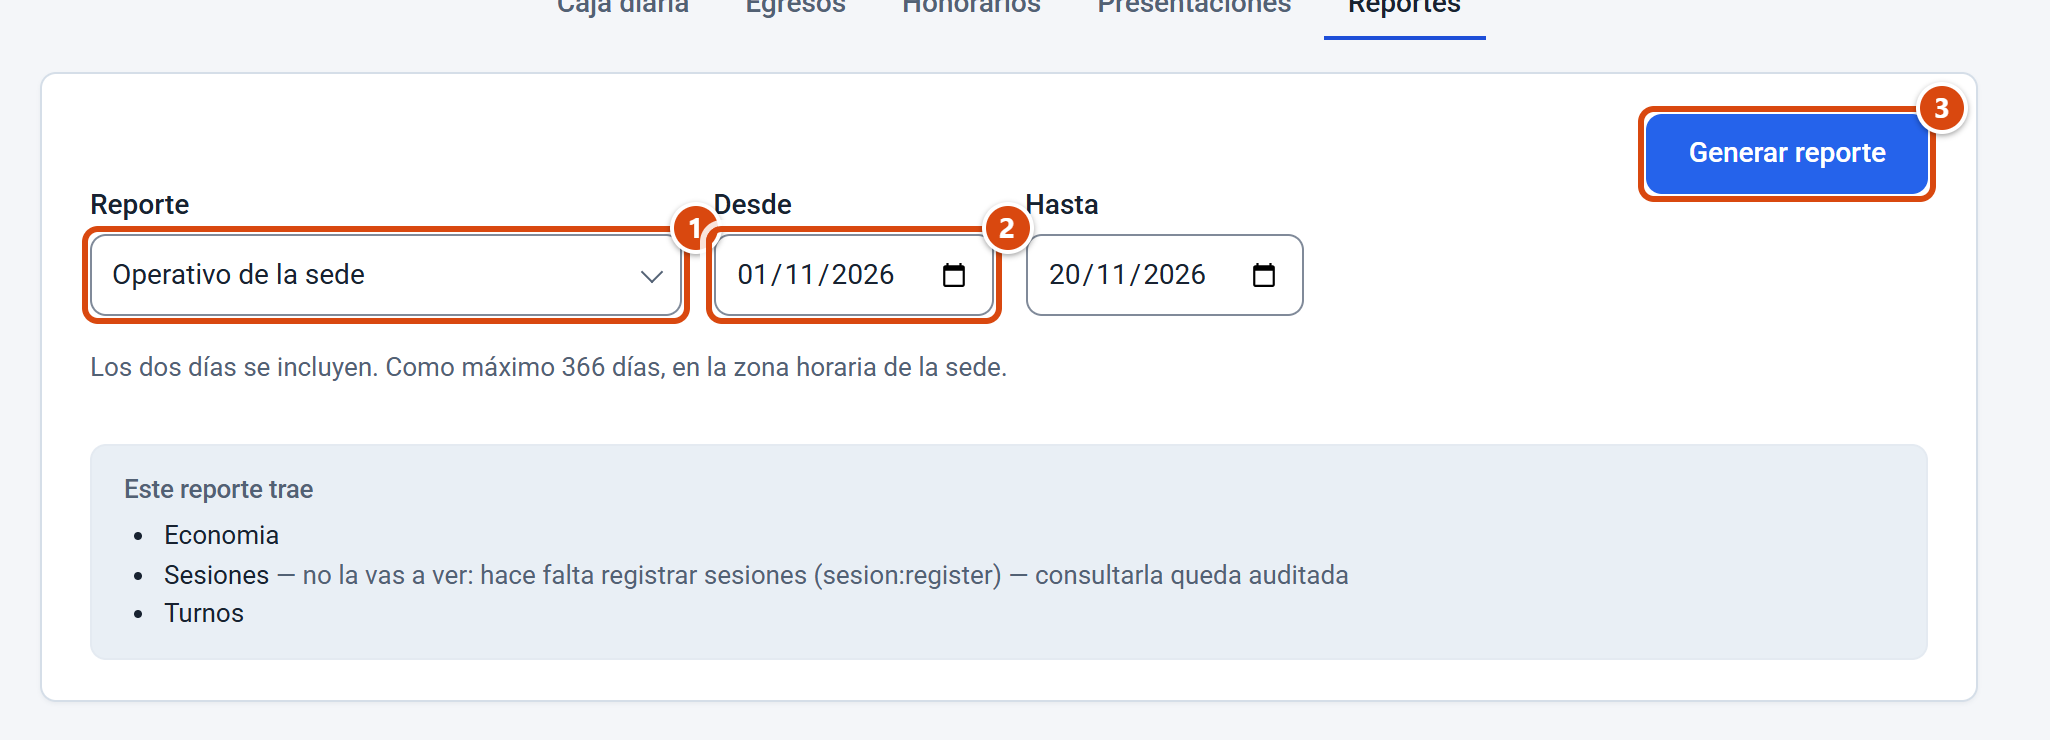 Caja diaria Egresos Honorarios Presentaciones Reportes
3
Generar reporte
Reporte
1
Desde
2
Hasta
Operativo de la sede
01/11/2026
20/11/2026
Los dos días se incluyen. Como máximo 366 días, en la zona horaria de la sede.
Este reporte trae
• Economia
• Sesiones — no la vas a ver: hace falta registrar sesiones (sesion:register) — consultarla queda auditada
• Turnos